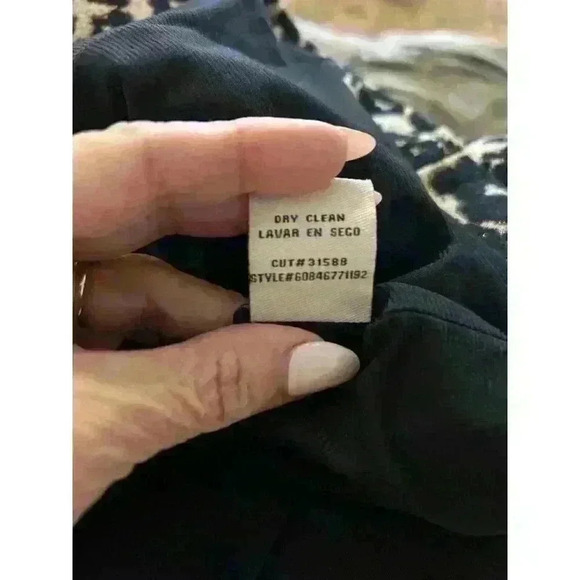 DRY CLEAN
LAVAR EN SECO
CUT#31588
STYLE#60846771192